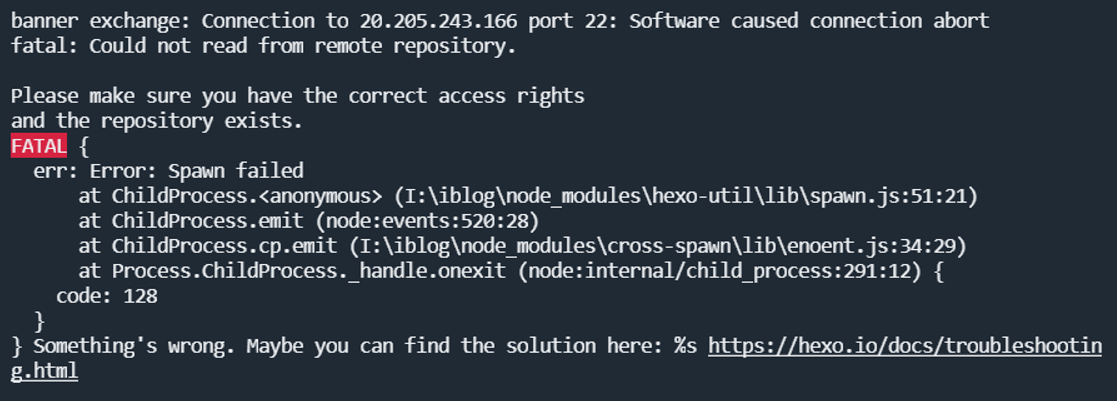 banner exchange: Connection to 20.205.243.166 port 22: Software caused connection abort
fatal: Could not read from remote repository.
Please make sure you have the correct access rights
and the repository exists.
FATAL {
err: Error: Spawn failed
at ChildProcess.<anonymous> (I:\iblog\node_modules\hexo-util\lib\spawn.js:51:21)
at ChildProcess.emit (node:events:520:28)
at ChildProcess.cp.emit (I:\iblog\node_modules\cross-spawn\lib\enoent.js:34:29)
at Process.ChildProcess._handle.onexit (node:internal/child_process:291:12) {
code: 128
}
} Something's wrong. Maybe you can find the solution here: %s https://hexo.io/docs/troubleshootin
g.html